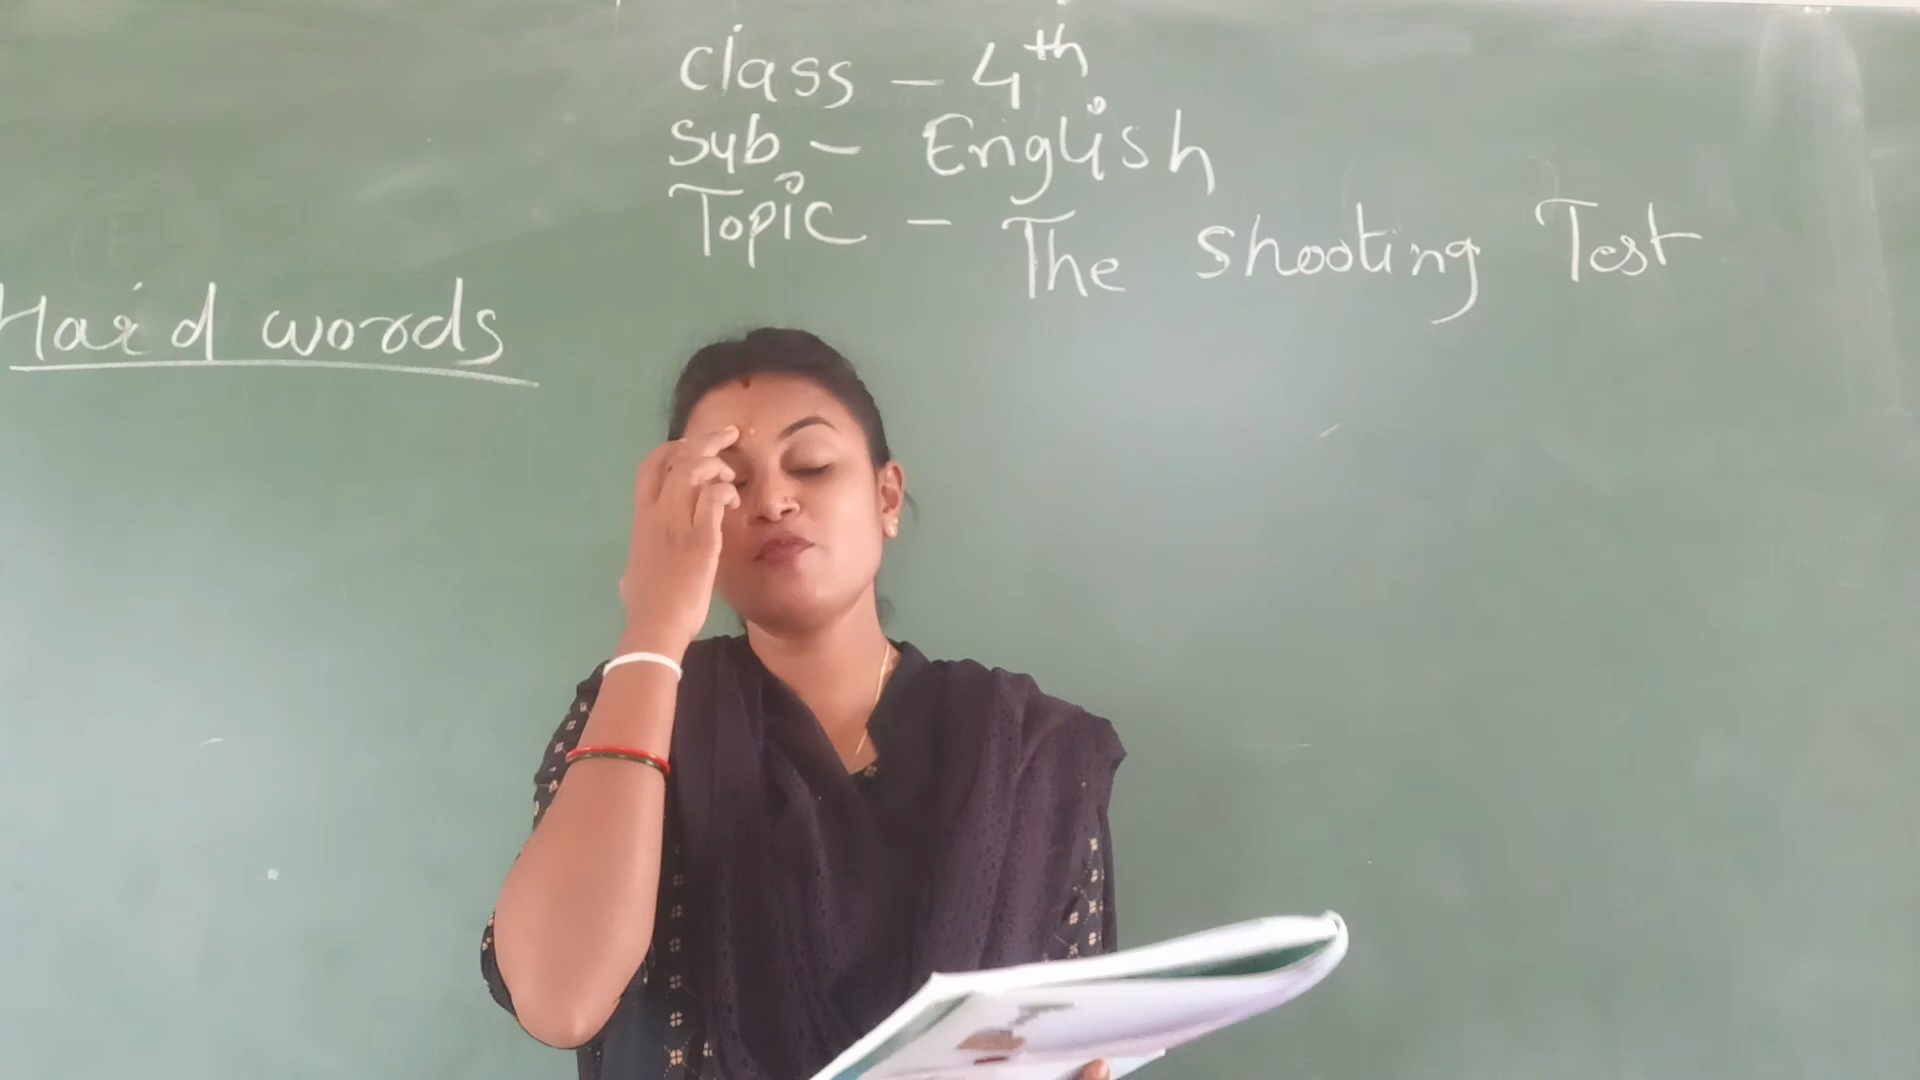 Class - 4th
Sub - English
Topic - The Shooting Test
Hard words